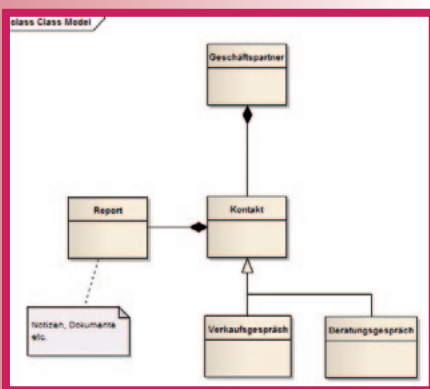 class Class Model
Geschäftspartner
Report
Kontakt
Notizen, Dokumente
etc.
Verkaufsgespräch
Beratungsgespräch